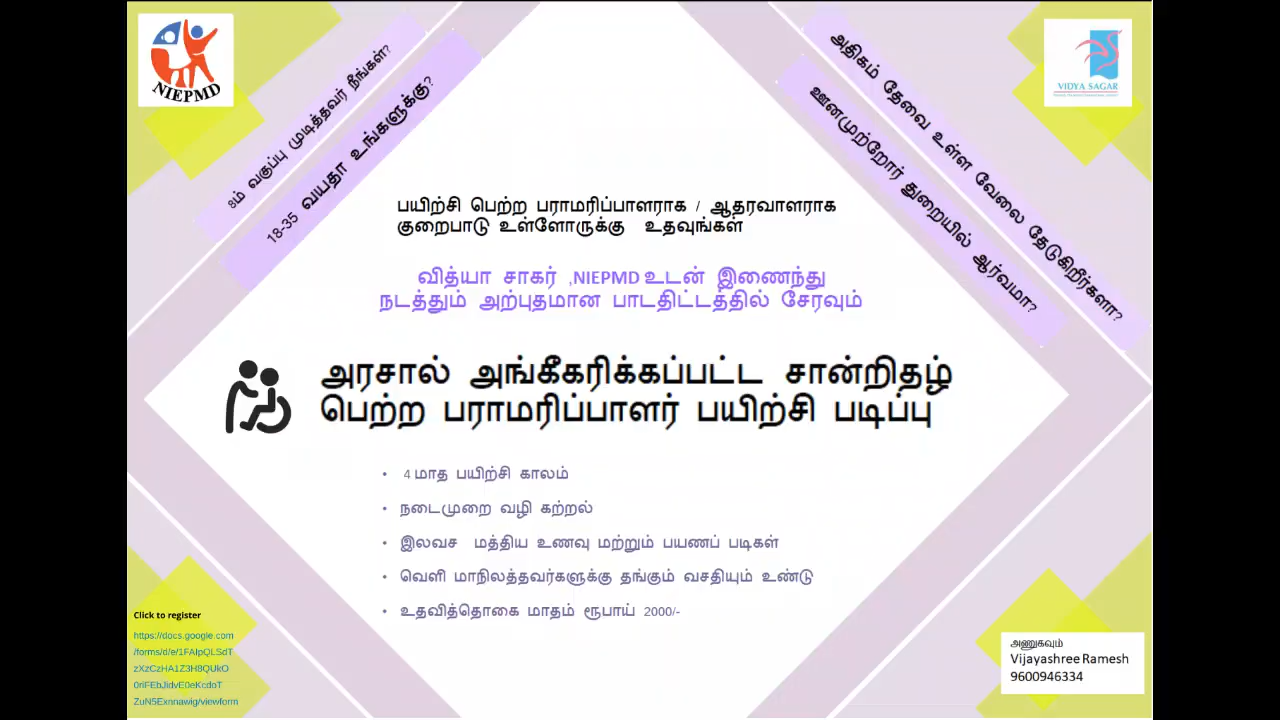 NIEPMD
8ம் வகுப்பு முடித்தவர் நீங்கள்?
18-35 வயதா உங்களுக்கு?
VIDYA SAGAR
அதிகம் தேவை உள்ள வேலை தேடுகிறீர்களா?
ஊனமுற்றோர் துறையில் ஆர்வமா?
பயிற்சி பெற்ற பராமரிப்பாளராக / ஆதரவாளராக
குறைபாடு உள்ளோருக்கு உதவுங்கள்
வித்யா சாகர் ,NIEPMD உடன் இணைந்து
நடத்தும் அற்புதமான பாடதிட்டத்தில் சேரவும்
அரசால் அங்கீகரிக்கப்பட்ட சான்றிதழ்
பெற்ற பராமரிப்பாளர் பயிற்சி படிப்பு
• 4 மாத பயிற்சி காலம்
• நடைமுறை வழி கற்றல்
• இலவச மத்திய உணவு மற்றும் பயணப் படிகள்
• வெளி மாநிலத்தவர்களுக்கு தங்கும் வசதியும் உண்டு
• உதவித்தொகை மாதம் ரூபாய் 2000/-
Click to register
https://docs.google.com
/forms/d/e/1FAIpQLSdT
zXzCzHA1Z3H8QUkO
0riFEbJidvE0eKcdoT
ZuN5Exnnawig/viewform
அணுகவும்
Vijayashree Ramesh
9600946334